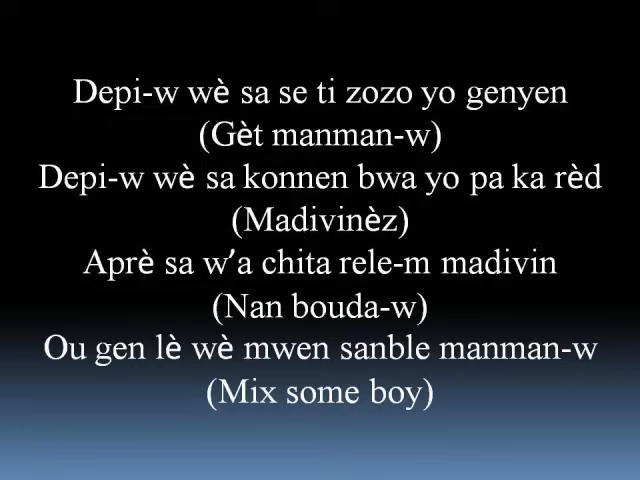 Depi-w wè sa se ti zozo yo genyen
(Gèt manman-w)
Depi-w wè sa konnen bwa yo pa ka rèd
(Madivinèz)
Aprè sa w’a chita rele-m madivin
(Nan bouda-w)
Ou gen lè wè mwen sanble manman-w
(Mix some boy)